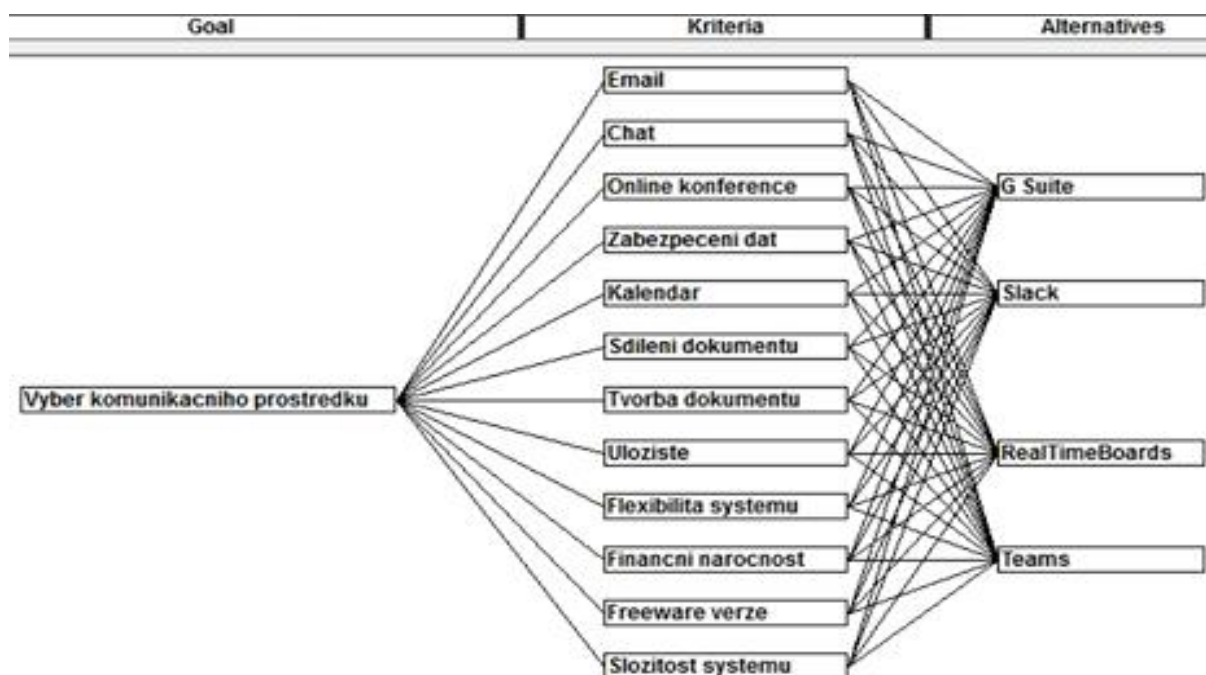 Goal
Kriteria
Alternatives
Email
Chat
Online konference
Zabezpeceni dat
Kalendar
Sdileni dokumentu
Vyber komunikacniho prostredku
Tvorba dokumentu
Uloziste
Flexibilita systemu
Financni narocnost
Freeware verze
Slozitost systemu
G Suite
Slack
RealTimeBoards
Teams